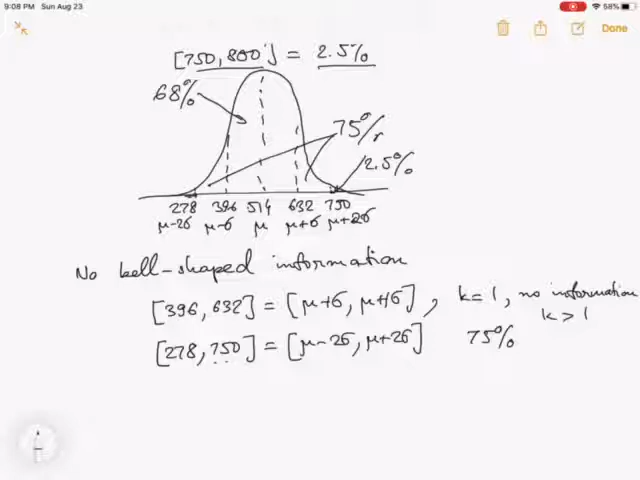 9:08 PM Sun Aug 23
58%
Done
[750, 800] = 2.5%
68%
75%
2.5%
278 396 514 632 750
μ-2σ μ-σ μ μ+σ μ+2σ
No bell-shaped information
[396, 632] = [μ+σ, μ+σ], k=1, no information
k>1
[278, 750] = [μ-2σ, μ+2σ] 75%